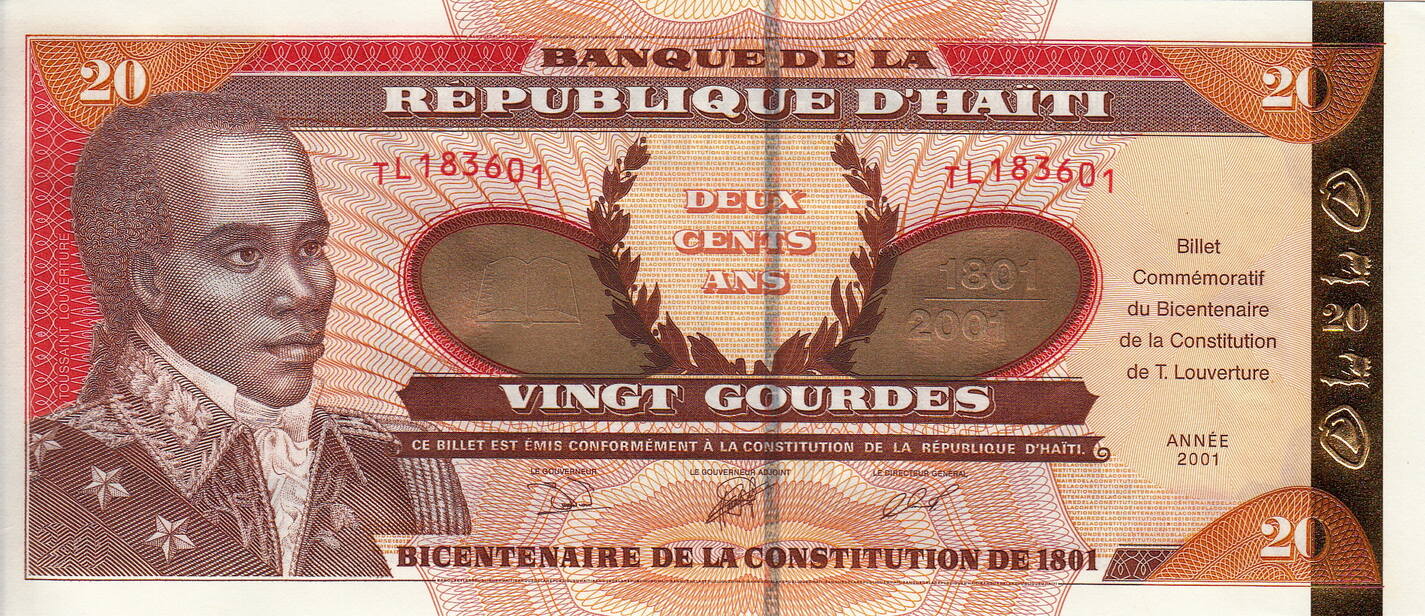 BANQUE DE LA
RÉPUBLIQUE D'HAÏTI
20
20
TL183601
TL183601
TOUSSAINT LOUVERTURE
DEUX
CENTS
ANS
1801
2001
Billet
Commémoratif
du Bicentenaire
de la Constitution
de T. Louverture
20
VINGT GOURDES
CE BILLET EST ÉMIS CONFORMÉMENT À LA CONSTITUTION DE LA RÉPUBLIQUE D'HAÏTI.
ANNÉE
2001
LE GOUVERNEUR
LE GOUVERNEUR ADJOINT
LE DIRECTEUR GÉNÉRAL
BICENTENAIRE DE LA CONSTITUTION DE 1801
20